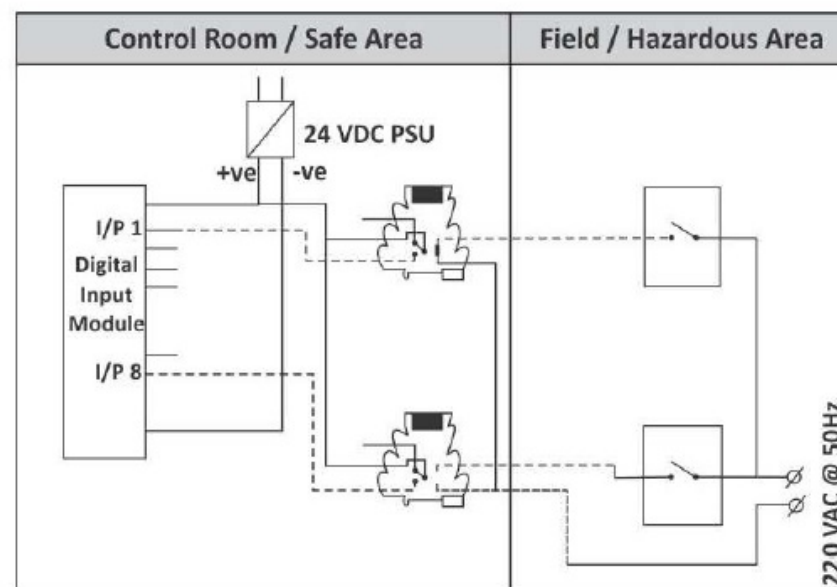 Control Room / Safe Area
Field / Hazardous Area
24 VDC PSU
+ve
-ve
I/P 1
Digital
Input
Module
I/P 8
220 VAC @ 50Hz